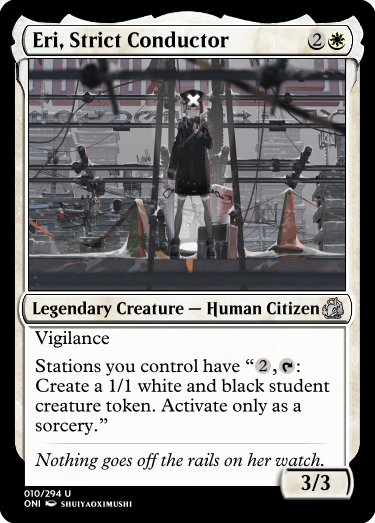 Eri, Strict Conductor 2
Legendary Creature — Human Citizen
Vigilance
Stations you control have “2, :
Create a 1/1 white and black student
creature token. Activate only as a
sorcery.”
Nothing goes off the rails on her watch.
3/3
010/294 U
ONI SHUIYAOXIMUSHI